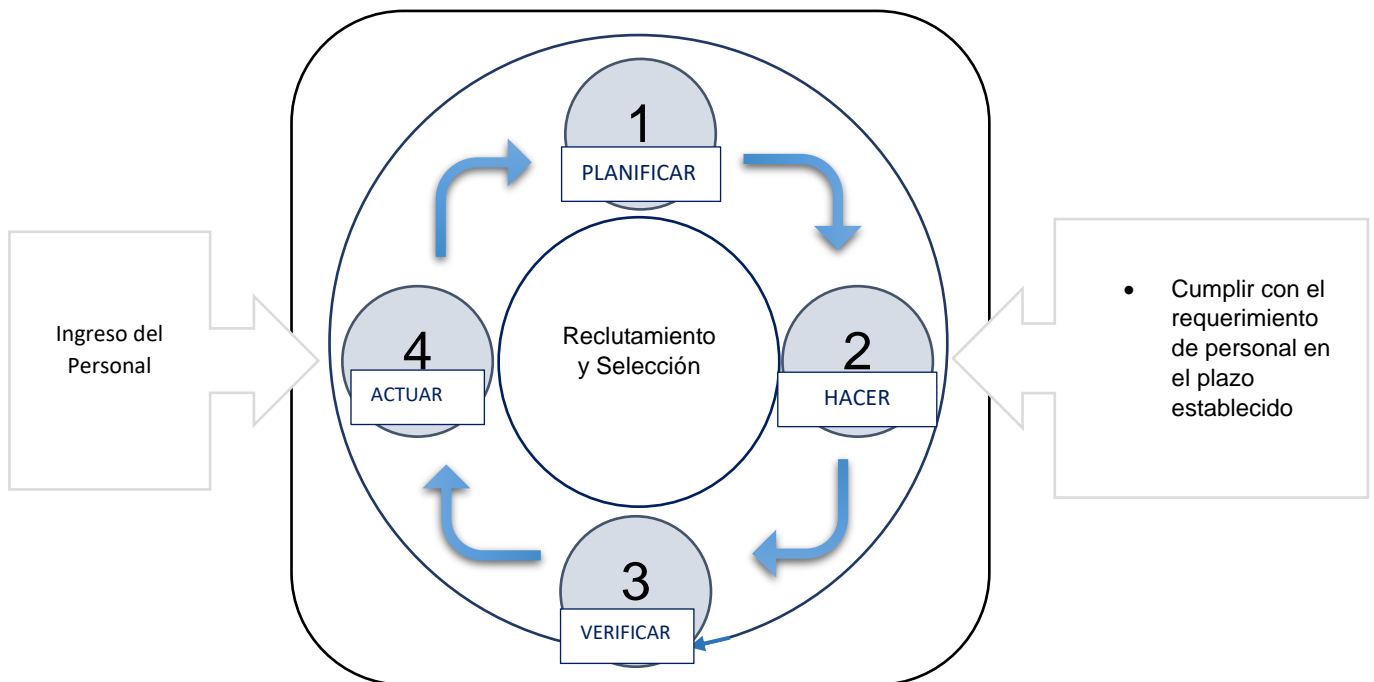 1
PLANIFICAR
Ingreso del
Personal
4
ACTUAR
Reclutamiento
y Selección
2
HACER
• Cumplir con el
requerimiento
de personal en
el plazo
establecido
3
VERIFICAR